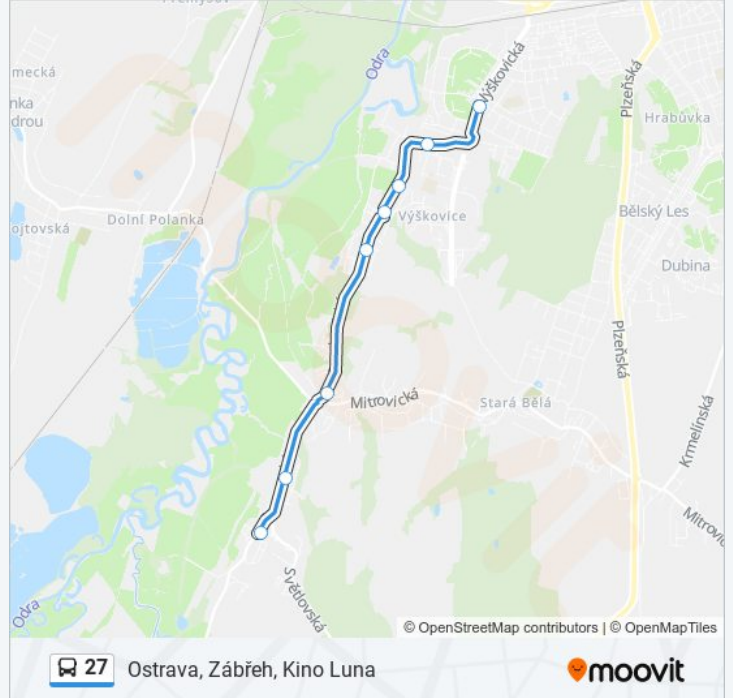 Přemyšov
Odra
Výškovická
Plzeňská
mecká
nka
drou
Hrabůvka
Dolní Polanka
ojtovská
Výškovice
Bělský Les
Dubina
Plzeňská
Mitrovická
Stará Bělá
Krmelínská
Mitrovic
Světlovská
Odra
© OpenStreetMap contributors | © OpenMapTiles
27 Ostrava, Zábřeh, Kino Luna moovit